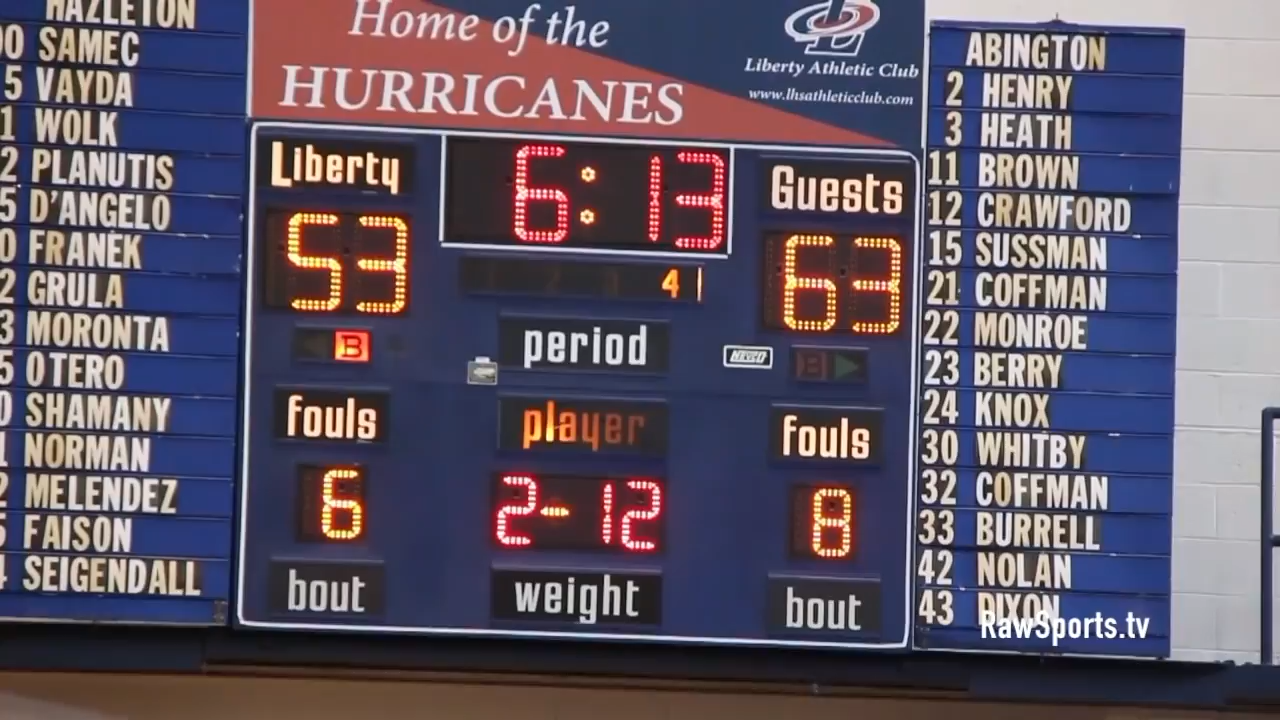 HAZLETON
00 SAMEC
5 VAYDA
1 WOLK
2 PLANUTIS
5 D'ANGELO
0 FRANEK
2 GRULA
3 MORONTA
5 OTERO
0 SHAMANY
1 NORMAN
2 MELENDEZ
5 FAISON
4 SEIGENDALL
Home of the
HURRICANES
Liberty Athletic Club
www.lhsathleticclub.com
Liberty
6:13
Guests
53
4
63
B
period
NEVCO
B
fouls
player
fouls
6
2-12
8
bout
weight
bout
ABINGTON
2 HENRY
3 HEATH
11 BROWN
12 CRAWFORD
15 SUSSMAN
21 COFFMAN
22 MONROE
23 BERRY
24 KNOX
30 WHITBY
32 COFFMAN
33 BURRELL
42 NOLAN
43 DIXON
RawSports.tv